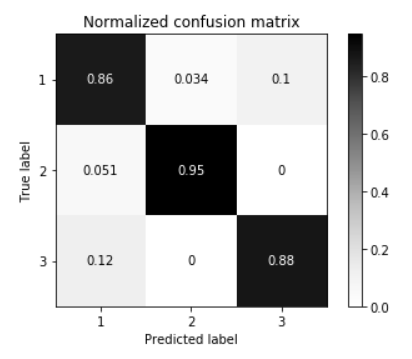 Normalized confusion matrix
1 0.86 0.034 0.1
2 0.051 0.95 0
3 0.12 0 0.88
1 2 3
True label
Predicted label
0.8
0.6
0.4
0.2
0.0